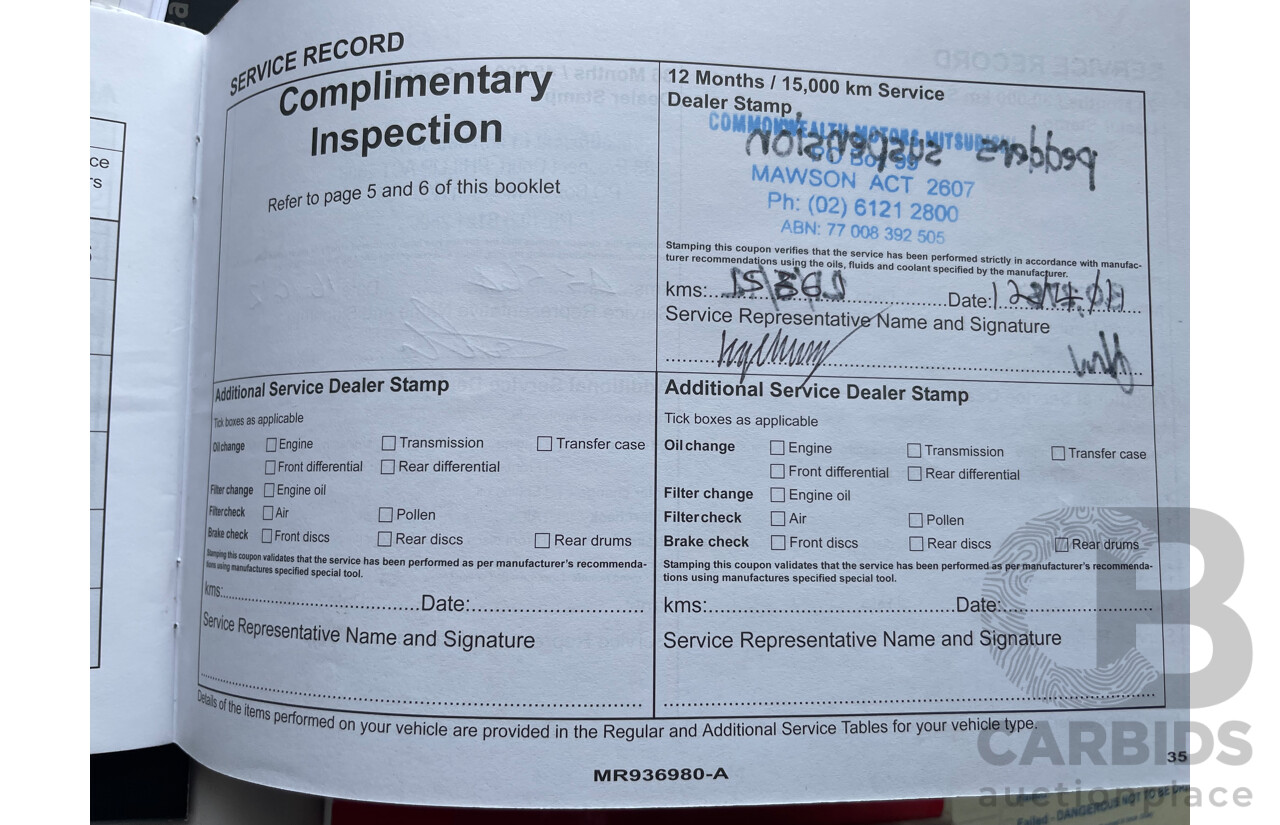 SERVICE RECORD
Complimentary
Inspection
Refer to page 5 and 6 of this booklet
12 Months / 15,000 km Service
Dealer Stamp
COMMONWEALTH MOTORS MITSUBISHI
PO Box 99
MAWSON ACT 2607
Ph: (02) 6121 2800
ABN: 77 008 392 505
Stamping this coupon verifies that the service has been performed strictly in accordance with manufac-
turer recommendations using the oils, fluids and coolant specified by the manufacturer.
kms: Date:
Service Representative Name and Signature
Additional Service Dealer Stamp
Tick boxes as applicable
Oil change Engine Transmission Transfer case
Front differential Rear differential
Filter change Engine oil
Filter check Air Pollen
Brake check Front discs Rear discs Rear drums
Stamping this coupon validates that the service has been performed as per manufacturer's recommenda-
tions using manufactures specified special tool.
kms: Date:
Service Representative Name and Signature
Additional Service Dealer Stamp
Tick boxes as applicable
Oil change Engine Transmission Transfer case
Front differential Rear differential
Filter change Engine oil
Filter check Air Pollen
Brake check Front discs Rear discs Rear drums
Stamping this coupon validates that the service has been performed as per manufacturer's recommenda-
tions using manufactures specified special tool.
kms: Date:
Service Representative Name and Signature
Details of the items performed on your vehicle are provided in the Regular and Additional Service Tables for your vehicle type.
MR936980-A
35
CARBIDS
auctionplace